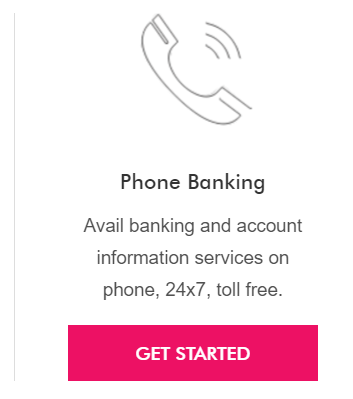 Phone Banking
Avail banking and account
information services on
phone, 24x7, toll free.
GET STARTED